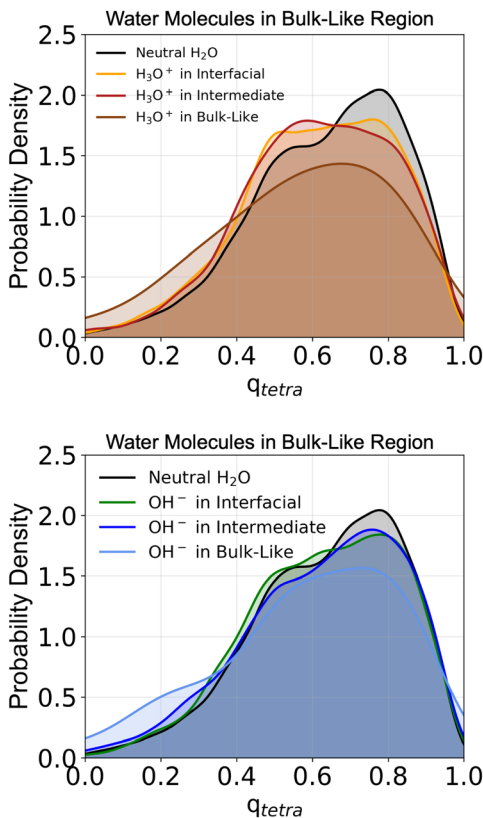 Water Molecules in Bulk-Like Region
2.5
2.0
1.5
1.0
0.5
0.0
Probability Density
Neutral H₂O
H₃O⁺ in Interfacial
H₃O⁺ in Intermediate
H₃O⁺ in Bulk-Like
0.0 0.2 0.4 0.6 0.8 1.0
q_tetra
Water Molecules in Bulk-Like Region
2.5
2.0
1.5
1.0
0.5
0.0
Probability Density
Neutral H₂O
OH⁻ in Interfacial
OH⁻ in Intermediate
OH⁻ in Bulk-Like
0.0 0.2 0.4 0.6 0.8 1.0
q_tetra